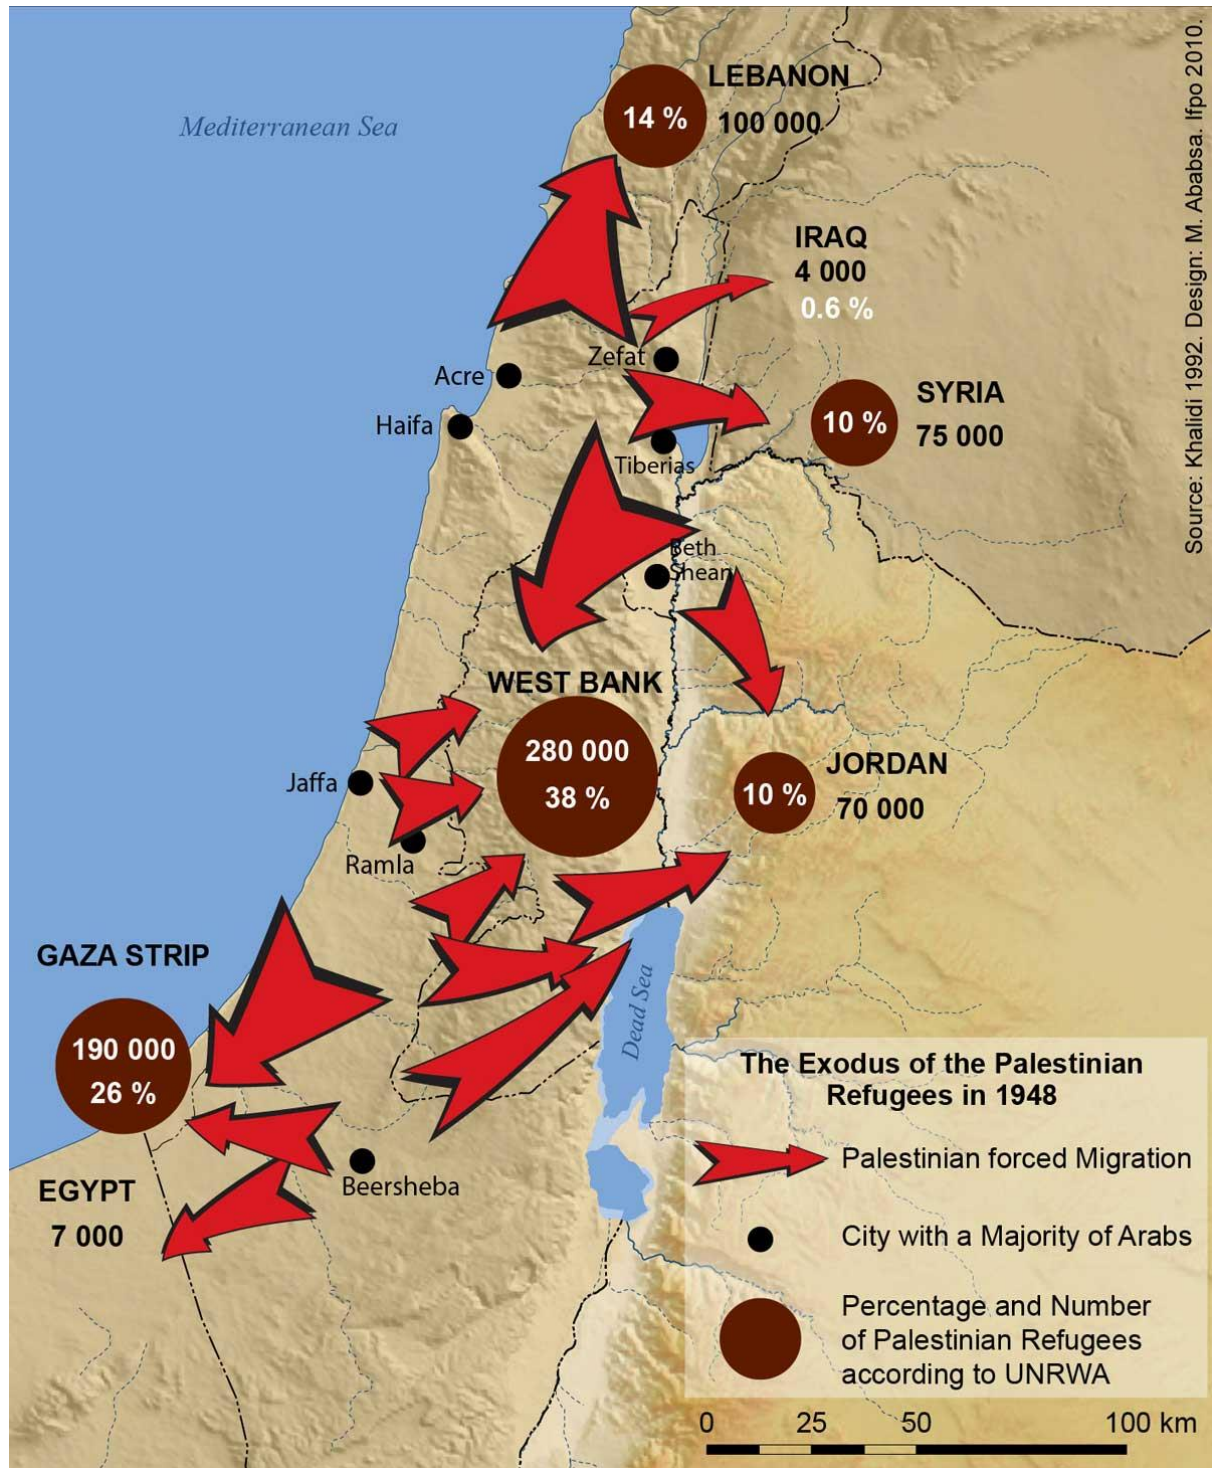 Mediterranean Sea
LEBANON
14 %
100 000
IRAQ
4 000
0.6 %
Zefat
Acre
SYRIA
10 %
75 000
Haifa
Tiberias
Beth
Shean
WEST BANK
280 000
38 %
Jaffa
JORDAN
10 %
70 000
Ramla
GAZA STRIP
190 000
26 %
Dead Sea
Beersheba
EGYPT
7 000
The Exodus of the Palestinian
Refugees in 1948
Palestinian forced Migration
City with a Majority of Arabs
Percentage and Number
of Palestinian Refugees
according to UNRWA
0 25 50 100 km
Source: Khalidi 1992. Design: M. Ababsa. Ifpo 2010.